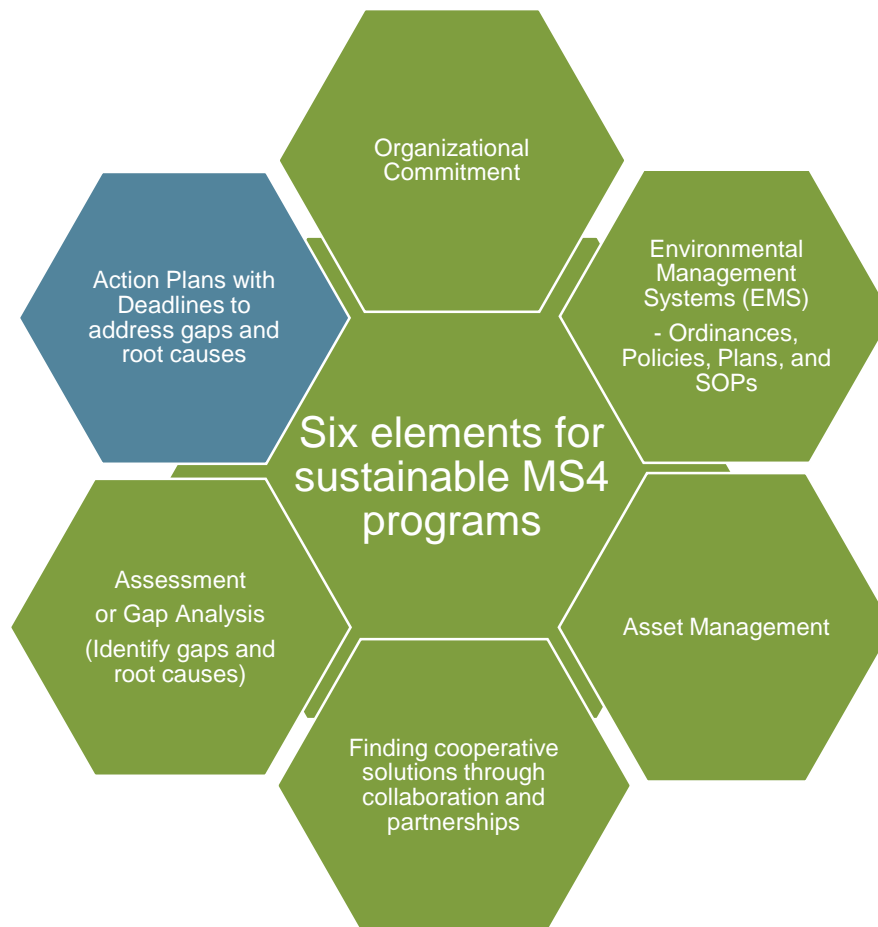 Organizational
Commitment
Environmental
Management
Systems (EMS)
- Ordinances,
Policies, Plans, and
SOPs
Asset Management
Finding cooperative
solutions through
collaboration and
partnerships
Assessment
or Gap Analysis
(Identify gaps and
root causes)
Action Plans with
Deadlines to
address gaps and
root causes
Six elements for
sustainable MS4
programs